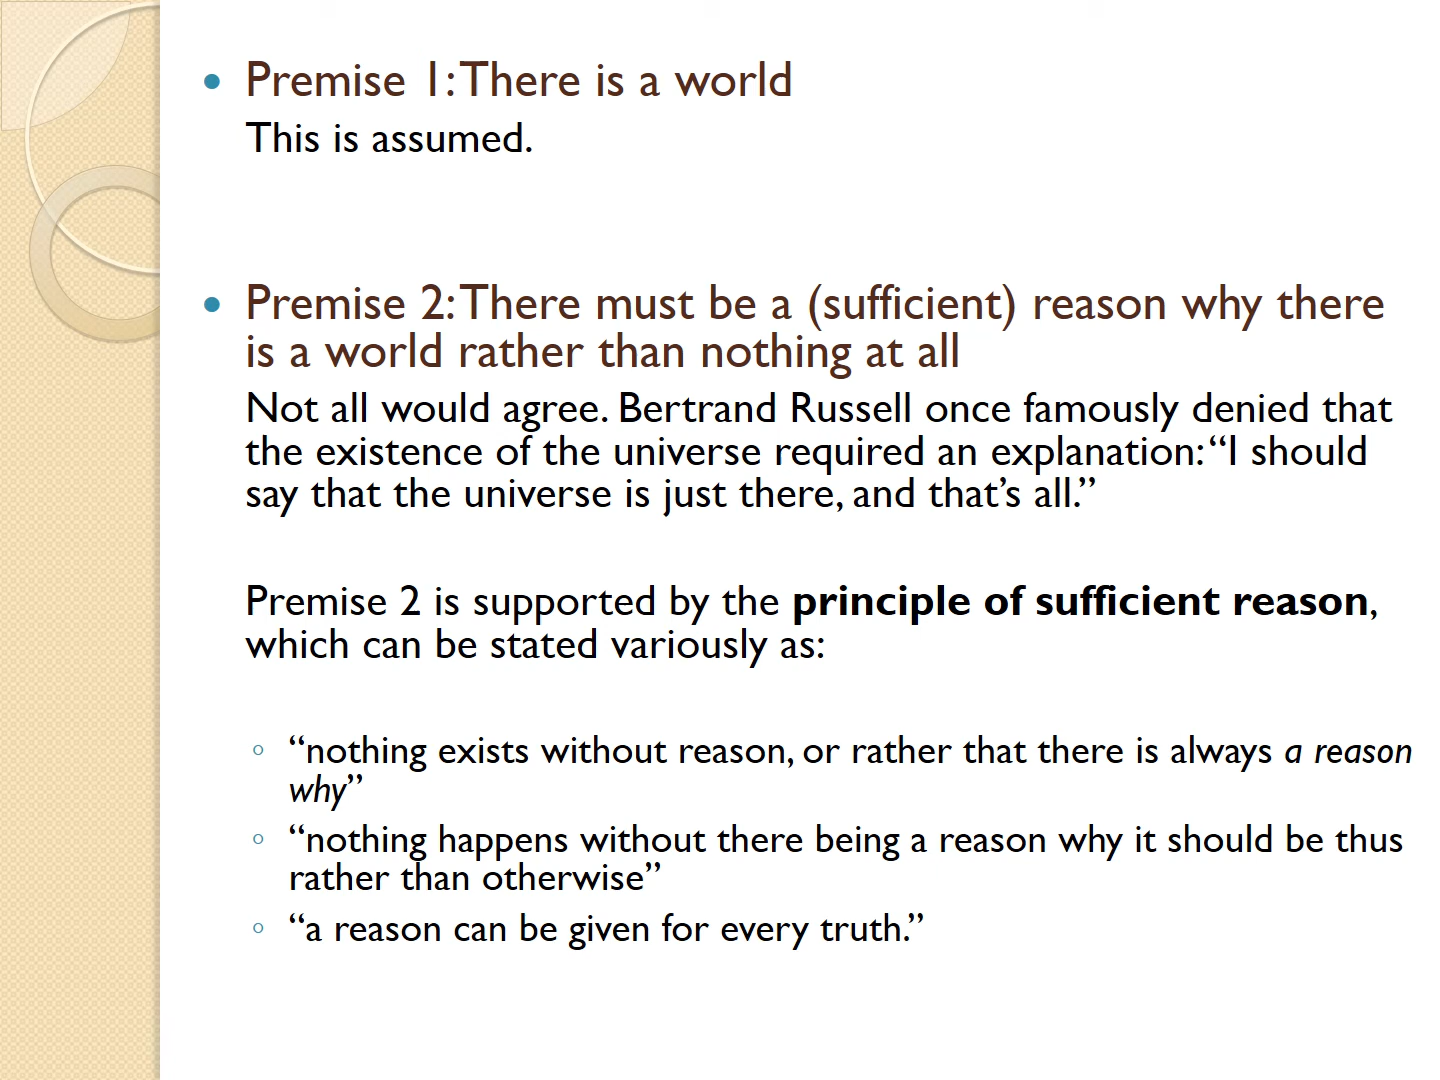 • Premise 1: There is a world
This is assumed.
• Premise 2: There must be a (sufficient) reason why there
is a world rather than nothing at all
Not all would agree. Bertrand Russell once famously denied that
the existence of the universe required an explanation: “I should
say that the universe is just there, and that’s all.”
Premise 2 is supported by the principle of sufficient reason,
which can be stated variously as:
◦ “nothing exists without reason, or rather that there is always a reason
why”
◦ “nothing happens without there being a reason why it should be thus
rather than otherwise”
◦ “a reason can be given for every truth.”